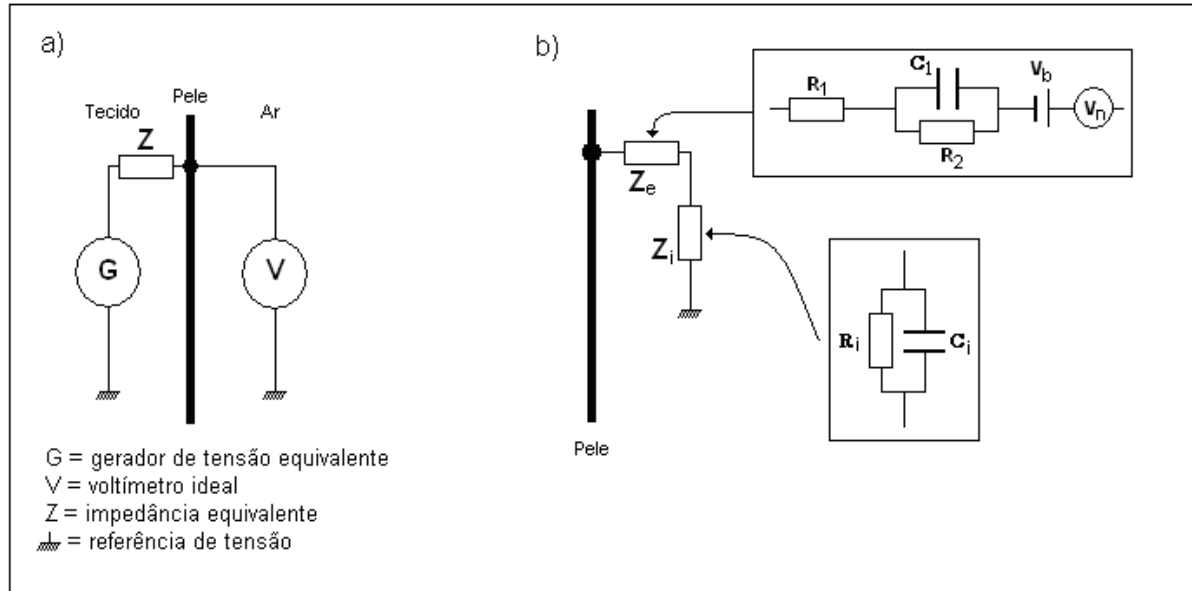 a)
Pele
Tecido
Ar
Z
G
V
G = gerador de tensão equivalente
V = voltímetro ideal
Z = impedância equivalente
= referência de tensão
b)
R1
C1
R2
Vb
Vn
Ze
Zi
Ri
Ci
Pele